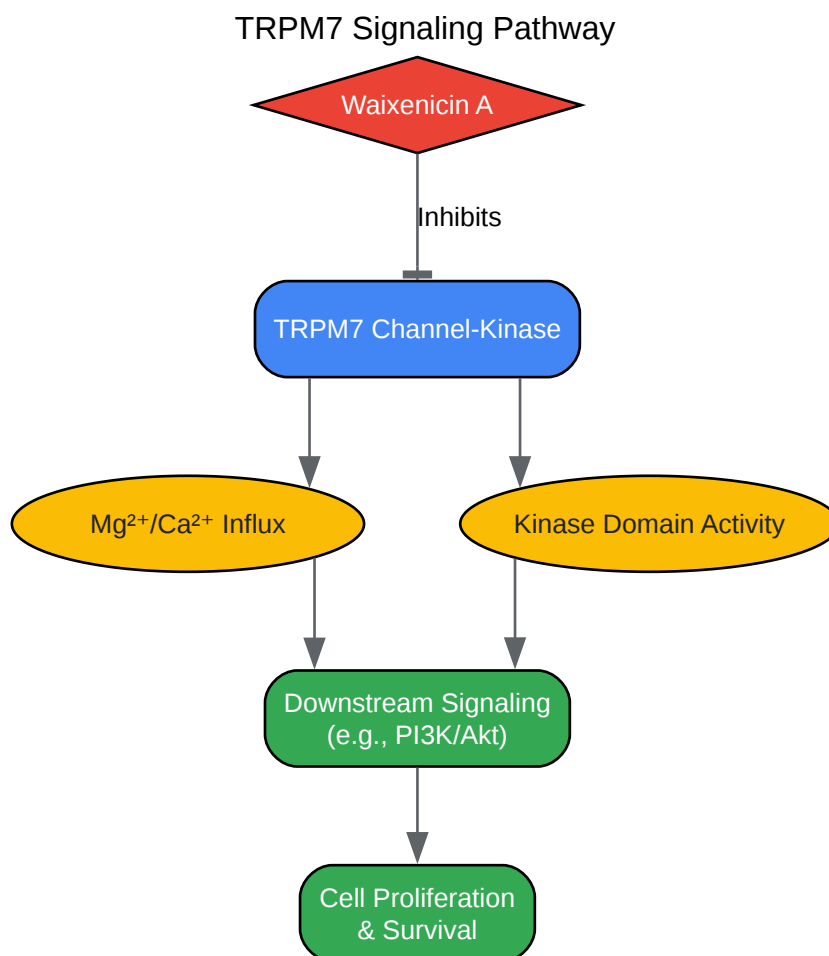 TRPM7 Signaling Pathway
Waixenicin A
Inhibits
TRPM7 Channel-Kinase
Mg²⁺/Ca²⁺ Influx
Kinase Domain Activity
Downstream Signaling
(e.g., PI3K/Akt)
Cell Proliferation
& Survival